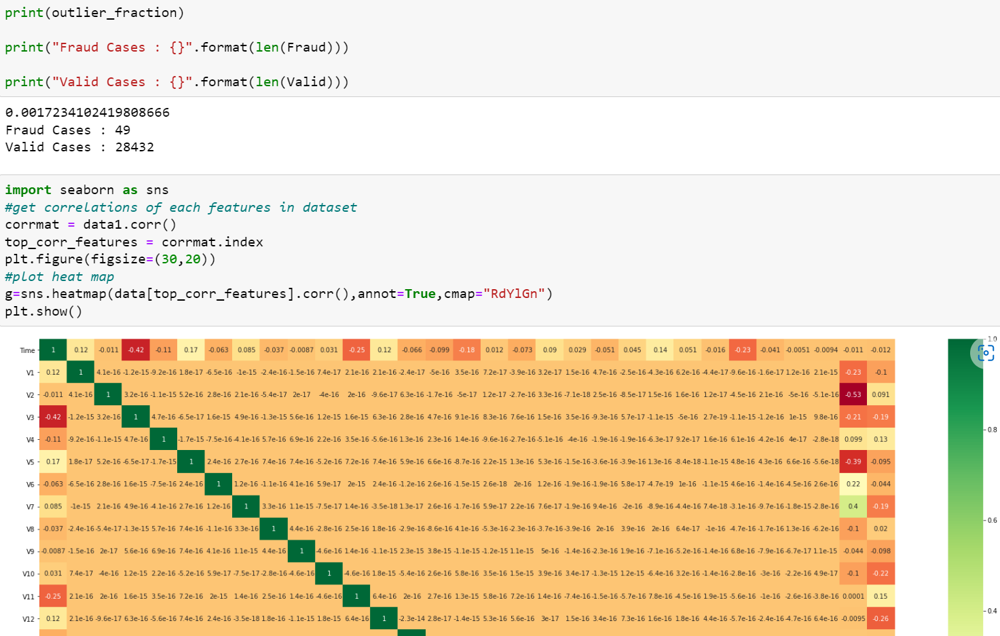 print(outlier_fraction)
print("Fraud Cases : {}".format(len(Fraud)))
print("Valid Cases : {}".format(len(Valid)))
0.0017234102419808666
Fraud Cases : 49
Valid Cases : 28432
import seaborn as sns
#get correlations of each features in dataset
corrmat = data1.corr()
top_corr_features = corrmat.index
plt.figure(figsize=(30,20))
#plot heat map
g=sns.heatmap(data[top_corr_features].corr(),annot=True,cmap="RdYlGn")
plt.show()
Time 1 0.12 -0.011 -0.42 -0.11 0.17 -0.063 0.085 -0.037 -0.0087 0.031 -0.25 0.12 -0.066 -0.099 -0.18 0.012 -0.073 0.09 0.029 -0.051 0.045 0.14 0.051 -0.016 -0.23 -0.041 -0.0051 -0.0094 -0.011 -0.012 1.0
V1 0.12 1 4.1e-16 -1.2e-15 -9.2e-16 1.8e-17 -6.5e-16 -1e-15 -2.4e-16 -1.5e-16 7.4e-17 2.1e-16 2.1e-16 -2.4e-17 -5e-16 3.5e-16 7.2e-17 -3.9e-16 3.2e-17 1.5e-16 4.7e-16 -2.5e-16 -4.3e-16 6.2e-16 -4.4e-17 -9.6e-16 -1.6e-17 1.2e-16 2.1e-15 -0.23 -0.1
V2 -0.011 4.1e-16 1 3.2e-16 -1.1e-15 5.2e-16 2.8e-16 2.1e-16 -5.4e-17 2e-17 -4e-16 2e-16 -9.6e-17 6.3e-16 -1.7e-16 -5e-17 1.2e-17 -2.7e-16 3.3e-16 -7.1e-18 2.5e-16 -8.5e-17 1.5e-16 1.6e-16 1.2e-17 -4.5e-16 2.1e-16 -5e-16 -5.1e-16 -0.53 0.091
V3 -0.42 -1.2e-15 3.2e-16 1 4.7e-16 -6.5e-17 1.6e-15 4.9e-16 -1.3e-15 5.6e-16 1.2e-15 1.6e-15 6.3e-16 2.8e-16 4.7e-16 9.1e-16 8.3e-16 7.6e-16 1.5e-16 3.5e-16 -9.3e-16 5.7e-17 -1.1e-15 -5e-16 2.7e-19 -1.1e-15 -1.2e-16 1e-15 9.8e-16 -0.21 -0.19 0.8
V4 -0.11 -9.2e-16 -1.1e-15 4.7e-16 1 -1.7e-15 -7.5e-16 -4.1e-16 5.7e-16 6.9e-16 2.2e-16 3.5e-16 -5.6e-16 1.3e-16 2.3e-16 1.4e-16 -9.6e-16 -2.7e-16 -5.1e-16 -4e-16 -1.9e-16 -1.9e-16 -6.3e-17 9.2e-17 1.6e-16 6.1e-16 -4.2e-16 4e-17 -2.8e-18 0.099 0.13
V5 0.17 1.8e-17 5.2e-16 -6.5e-17 -1.7e-15 1 2.4e-16 2.7e-16 7.4e-16 7.4e-16 -5.2e-16 7.2e-16 7.4e-16 5.9e-16 6.6e-16 -8.7e-16 2.2e-15 1.3e-16 5.3e-16 -1.5e-16 -3.6e-16 -3.9e-16 1.3e-16 -8.4e-18 -1.1e-15 4.8e-16 4.3e-16 6.6e-16 -5.6e-18 -0.39 -0.095
V6 -0.063 -6.5e-16 2.8e-16 1.6e-15 -7.5e-16 2.4e-16 1 1.2e-16 -1.1e-16 4.1e-16 5.9e-17 2e-15 2.4e-16 -1.2e-16 2.6e-16 -1.5e-15 2.6e-18 2e-16 1.2e-16 -1.9e-16 -1.9e-16 5.8e-17 -4.7e-19 1e-16 -1.1e-15 4.6e-16 -1.4e-16 -4.5e-16 2.6e-16 0.22 -0.044
V7 0.085 -1e-15 2.1e-16 4.9e-16 -4.1e-16 2.7e-16 1.2e-16 1 3.3e-16 1.1e-15 -7.5e-17 1.4e-16 -3.5e-18 1.3e-17 2.6e-16 -1.7e-16 5.9e-17 2.2e-16 7.6e-17 -1.9e-16 9.4e-16 -2e-16 -8.9e-16 -4.4e-16 7.4e-18 -3.1e-16 -9.7e-16 -1.8e-15 -2.8e-16 0.4 -0.19 0.6
V8 -0.037 -2.4e-16 -5.4e-17 -1.3e-15 5.7e-16 7.4e-16 -1.1e-16 3.3e-16 1 4.4e-16 -2.8e-16 2.5e-16 1.8e-16 -2.9e-16 -8.6e-16 4.1e-16 -5.3e-16 -2.3e-16 -3.7e-16 -3.9e-16 2e-16 3.9e-16 2e-16 6.4e-17 -1e-16 -4.7e-16 -1.7e-16 1.3e-16 -6.2e-16 -0.1 0.02
V9 -0.0087 -1.5e-16 2e-17 5.6e-16 6.9e-16 7.4e-16 4.1e-16 1.1e-15 4.4e-16 1 -4.6e-16 1.4e-16 -1.1e-15 2.3e-15 3.8e-15 -1.1e-15 -1.2e-15 1.1e-15 5e-16 -1.4e-16 -2.3e-16 1.9e-16 -7.1e-16 -5.2e-16 -1.4e-16 6.8e-16 -7.9e-16 -6.7e-17 1.1e-15 -0.044 -0.098
V10 0.031 7.4e-17 -4e-16 1.2e-15 2.2e-16 -5.2e-16 5.9e-17 -7.5e-17 -2.8e-16 -4.6e-16 1 -4.6e-16 1.8e-15 -5.4e-16 2.6e-16 5.8e-16 3.5e-16 1.5e-15 3.9e-16 3.4e-17 -1.3e-15 1.2e-15 -6.4e-16 3.2e-16 -1.4e-16 -2.8e-16 -3e-16 -2.2e-16 4.9e-17 -0.1 -0.22
V11 -0.25 2.1e-16 2e-16 1.6e-15 3.5e-16 7.2e-16 2e-15 1.4e-16 2.5e-16 1.4e-16 -4.6e-16 1 6.4e-16 2e-16 2.7e-16 1.3e-15 5.8e-16 7.2e-16 1.4e-16 -7.4e-16 -1.5e-15 -5.7e-16 7.8e-16 -4.5e-16 1.9e-15 -5.6e-16 -1e-16 -2.6e-16 -3.8e-16 0.0001 0.15 0.4
V12 0.12 2.1e-16 -9.6e-17 6.3e-16 -5.6e-16 7.4e-16 2.4e-16 -3.5e-18 1.8e-16 -1.1e-15 1.8e-15 6.4e-16 1 -2.3e-14 2.8e-17 -1.4e-15 5.3e-16 5.6e-16 3e-17 1.5e-16 3.4e-16 7.3e-16 1.6e-16 1.8e-16 4.4e-16 -5.7e-16 -2.4e-16 -4.7e-16 6.4e-16 -0.0095 -0.26